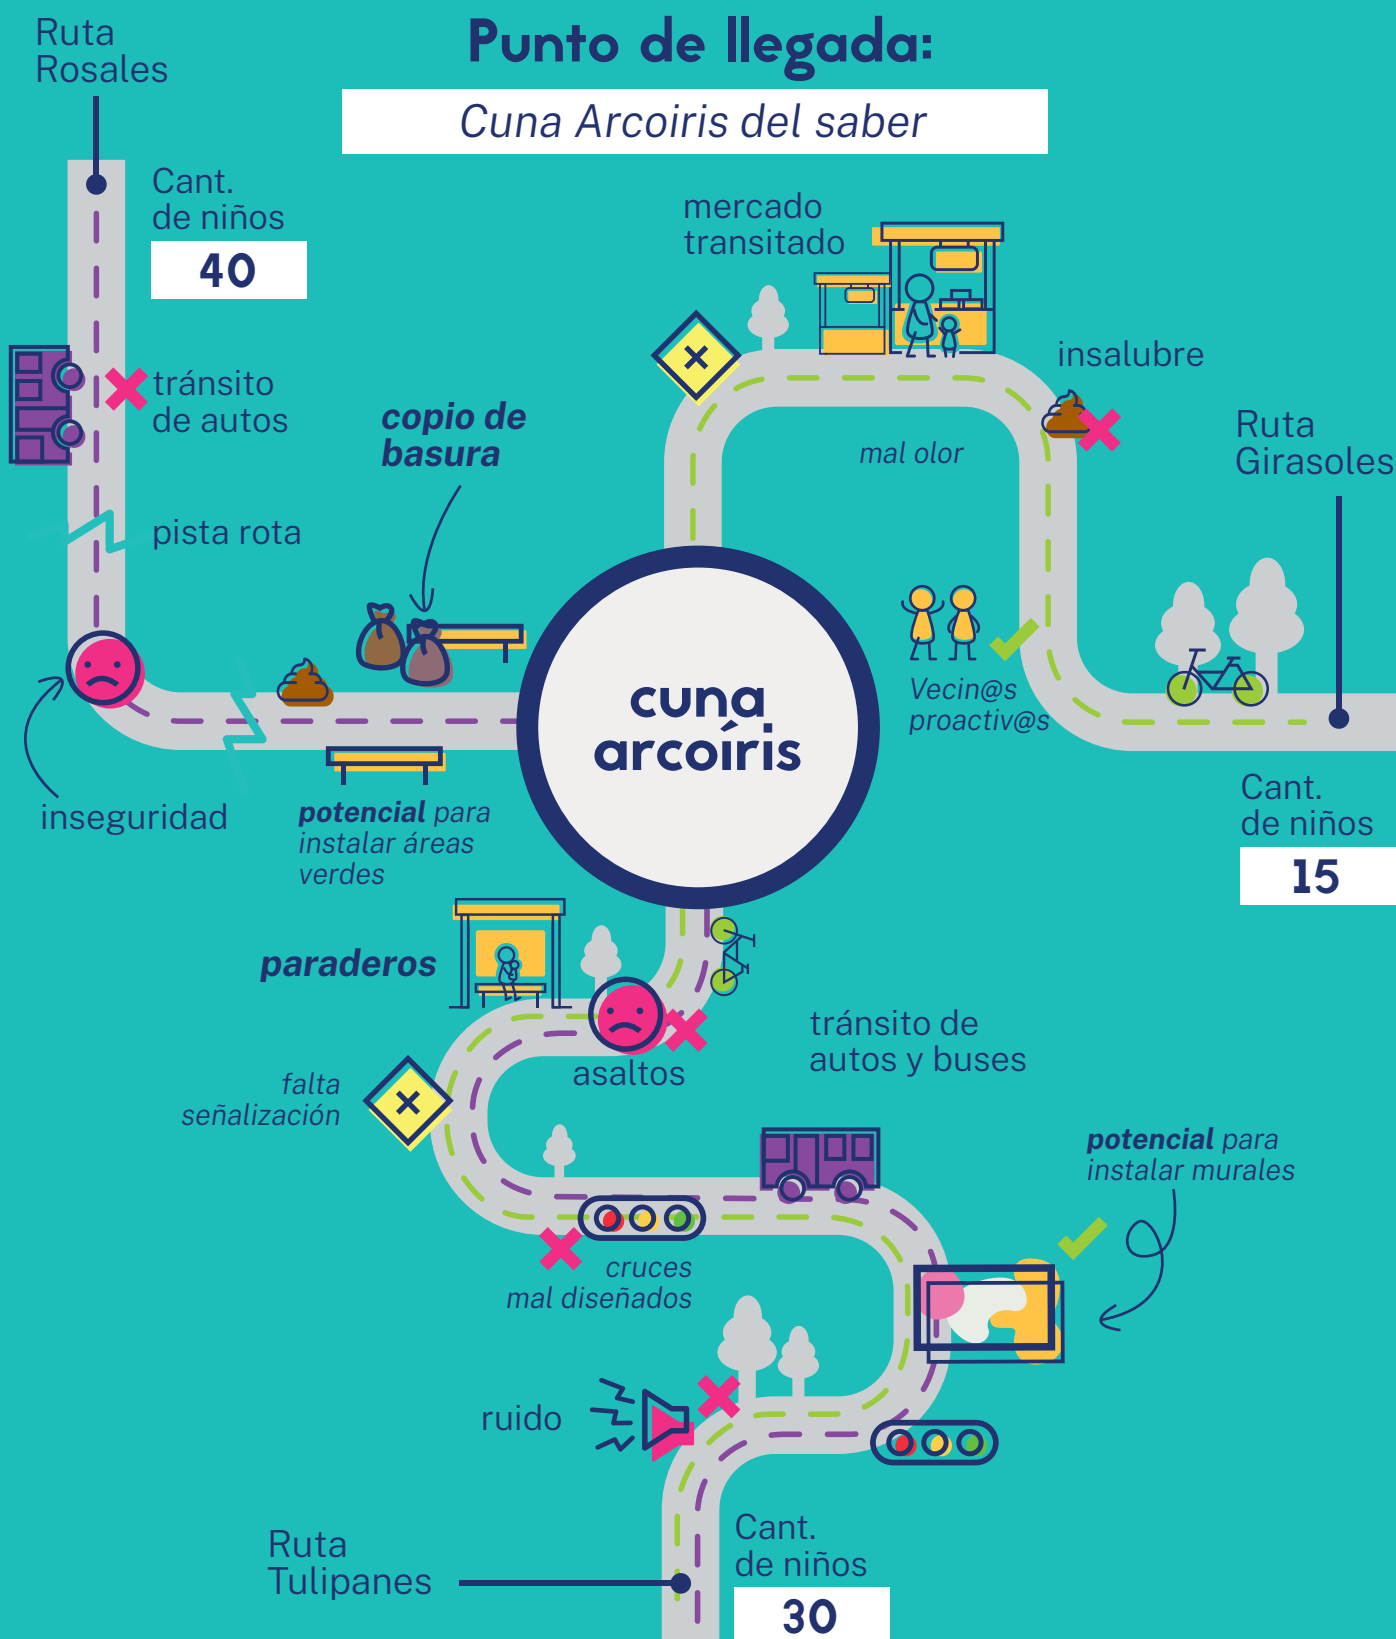 Punto de llegada:
Cuna Arcoiris del saber
Ruta
Rosales
Cant.
de niños
40
tránsito
de autos
pista rota
copio de
basura
inseguridad
potencial para
instalar áreas
verdes
mercado
transitado
insalubre
mal olor
Ruta
Girasoles
Vecin@s
proactiv@s
Cant.
de niños
15
cuna
arcoíris
paraderos
asaltos
tránsito de
autos y buses
falta
señalización
potencial para
instalar murales
cruces
mal diseñados
ruido
Ruta
Tulipanes
Cant.
de niños
30